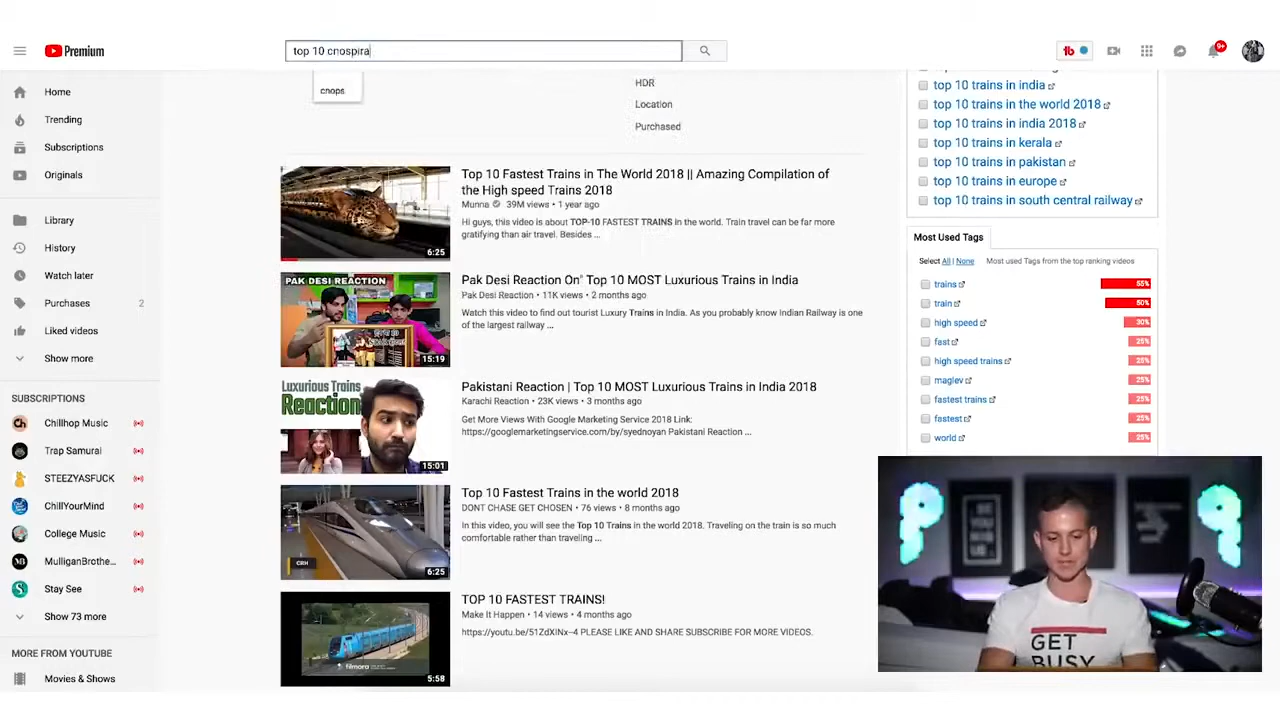 Premium
top 10 cnospira
9+
cnops
HDR
Location
Purchased
Home
Trending
Subscriptions
Originals
Library
History
Watch later
Purchases 2
Liked videos
Show more
SUBSCRIPTIONS
Chillhop Music
Trap Samurai
STEEZYASFUCK
ChillYourMind
College Music
MulliganBrothe...
Stay See
Show 73 more
MORE FROM YOUTUBE
Movies & Shows
6:25
Top 10 Fastest Trains in The World 2018 || Amazing Compilation of
the High speed Trains 2018
Munna • 39M views • 1 year ago
Hi guys, this video is about TOP-10 FASTEST TRAINS in the world. Train travel can be far more
gratifying than air travel. Besides ...
PAK DESI REACTION
15:19
Pak Desi Reaction On" Top 10 MOST Luxurious Trains in India
Pak Desi Reaction • 11K views • 2 months ago
Watch this video to find out tourist Luxury Trains in India. As you probably know Indian Railway is one
of the largest railway ...
Luxurious Trains
Reaction
15:01
Pakistani Reaction | Top 10 MOST Luxurious Trains in India 2018
Karachi Reaction • 23K views • 3 months ago
Get More Views With Google Marketing Service 2018 Link:
https://googlemarketingservice.com/by/syednoyan Pakistani Reaction ...
CRH
6:25
Top 10 Fastest Trains in the world 2018
DONT CHASE GET CHOSEN • 76 views • 8 months ago
In this video, you will see the Top 10 Trains in the world 2018. Traveling on the train is so much
comfortable rather than traveling ...
filmora
5:58
TOP 10 FASTEST TRAINS!
Make It Happen • 14 views • 4 months ago
https://youtu.be/51ZdXINx-4 PLEASE LIKE AND SHARE SUBSCRIBE FOR MORE VIDEOS.
top 10 trains in india
top 10 trains in the world 2018
top 10 trains in india 2018
top 10 trains in kerala
top 10 trains in pakistan
top 10 trains in europe
top 10 trains in south central railway
Most Used Tags
Select All | None Most used Tags from the top ranking videos
trains 55%
train 50%
high speed 30%
fast 25%
high speed trains 25%
maglev 25%
fastest trains 25%
fastest 25%
world 25%
GET
BUSY